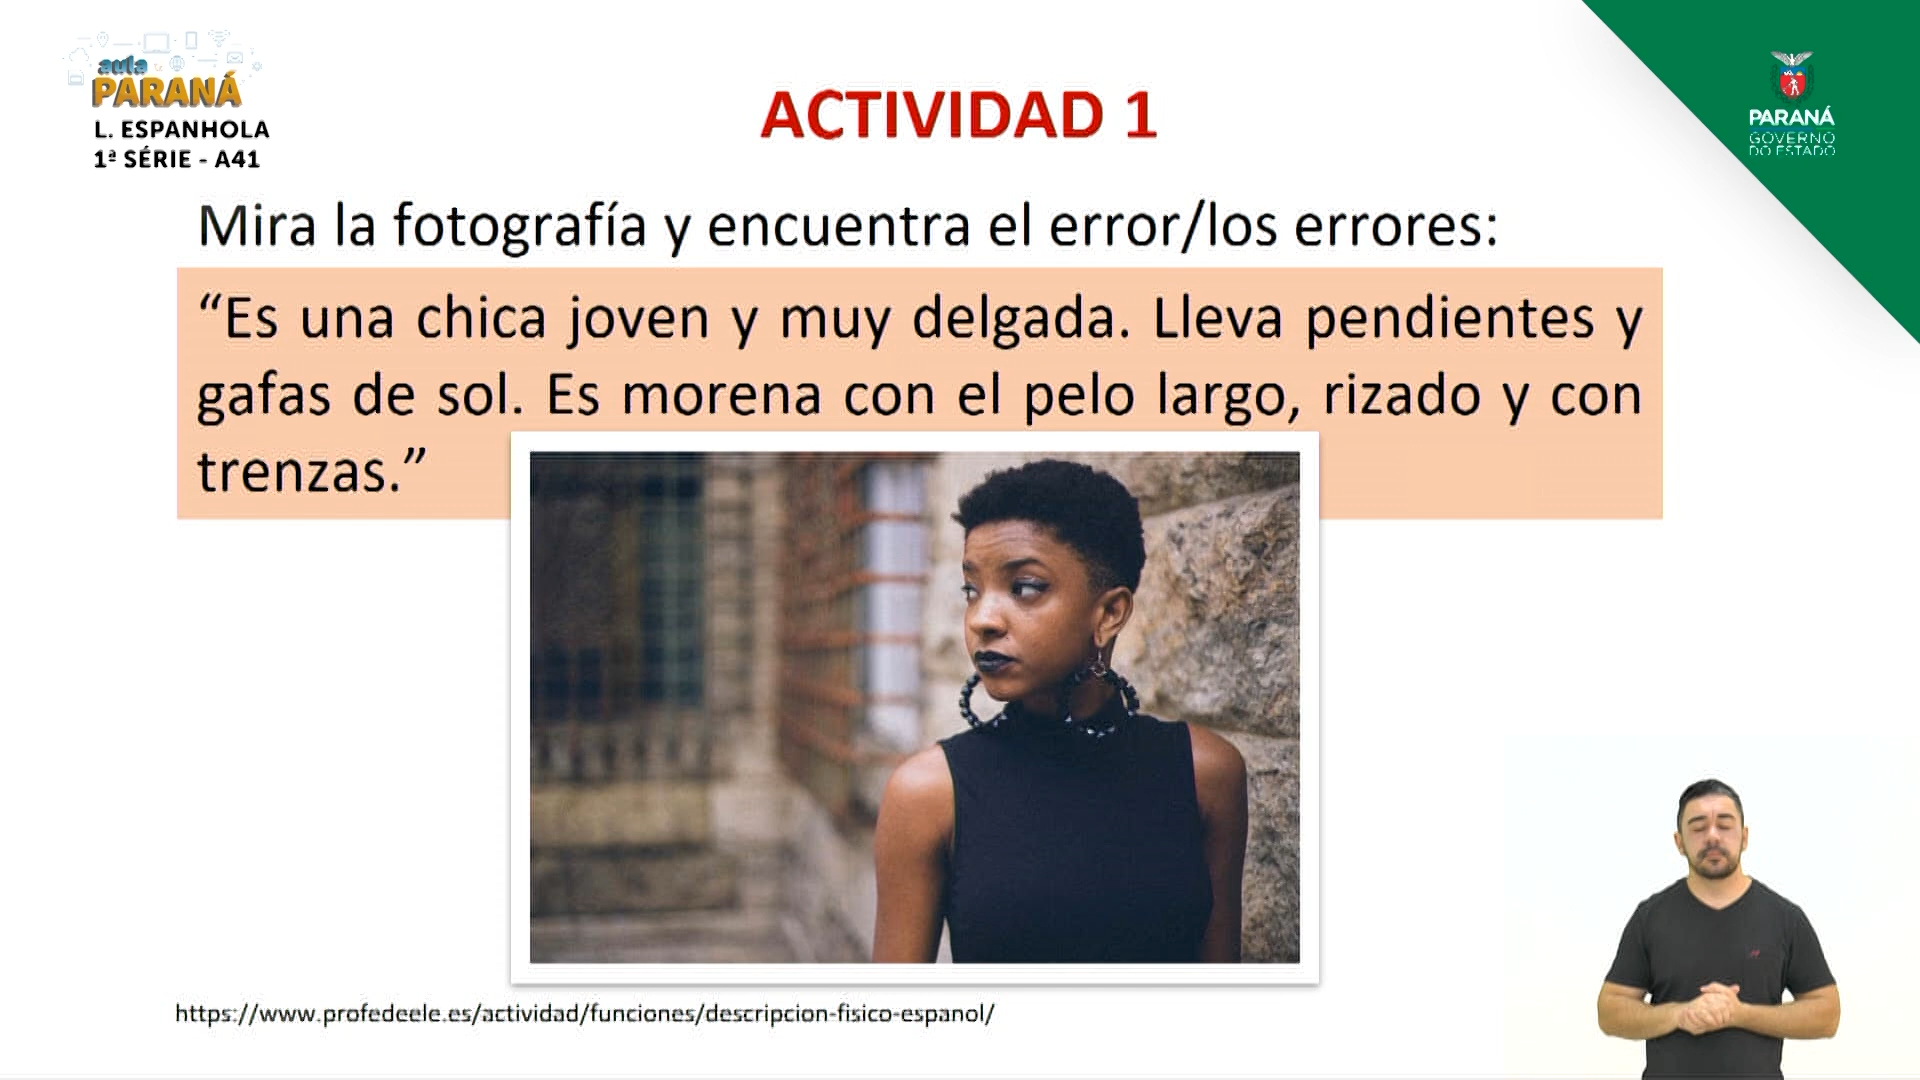 aula
PARANÁ
L. ESPANHOLA
1ª SÉRIE - A41
ACTIVIDAD 1
PARANÁ
GOVERNO
DO ESTADO
Mira la fotografía y encuentra el error/los errores:
“Es una chica joven y muy delgada. Lleva pendientes y
gafas de sol. Es morena con el pelo largo, rizado y con
trenzas.”
https://www.profedeele.es/actividad/funciones/descripcion-fisico-espanol/